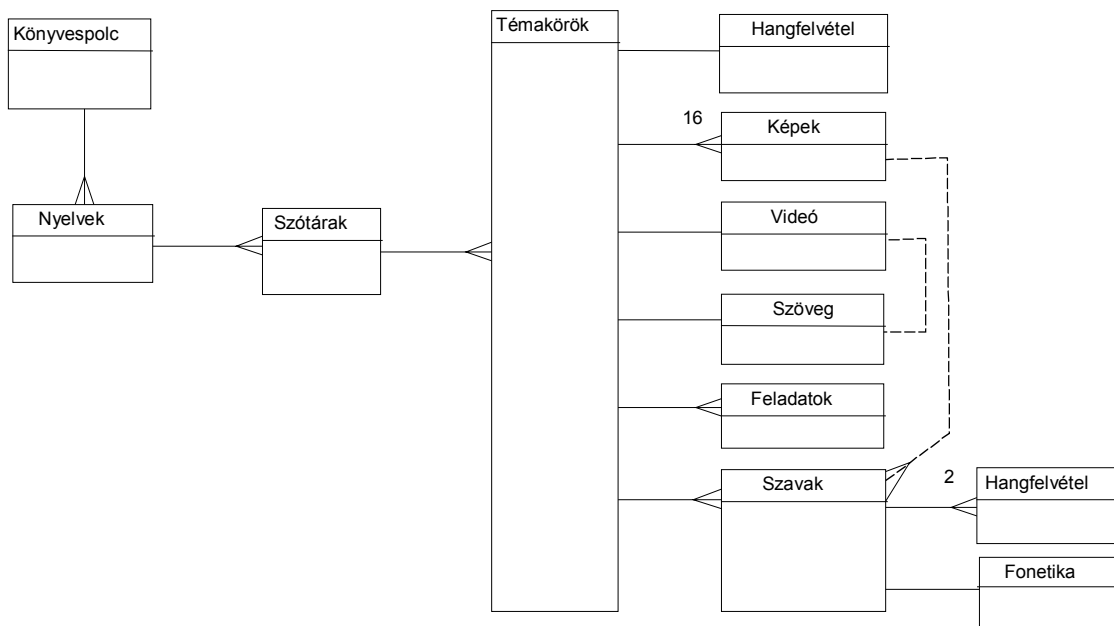 Könyvespolc
Nyelvek
Szótárak
Témakörök
Hangfelvétel
16
Képek
Videó
Szöveg
Feladatok
Szavak
2
Hangfelvétel
Fonetika